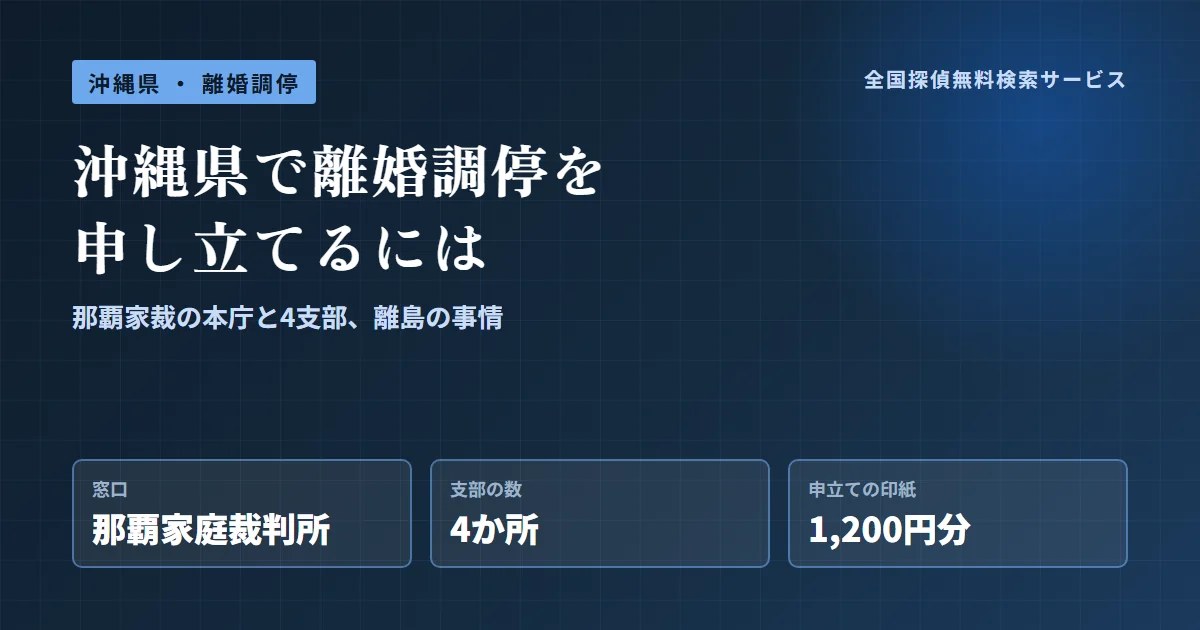 沖縄県 ・ 離婚調停
全国探偵無料検索サービス
沖縄県で離婚調停を
申し立てるには
那覇家裁の本庁と4支部、離島の事情
窓口
那覇家庭裁判所
支部の数
4か所
申立ての印紙
1,200円分